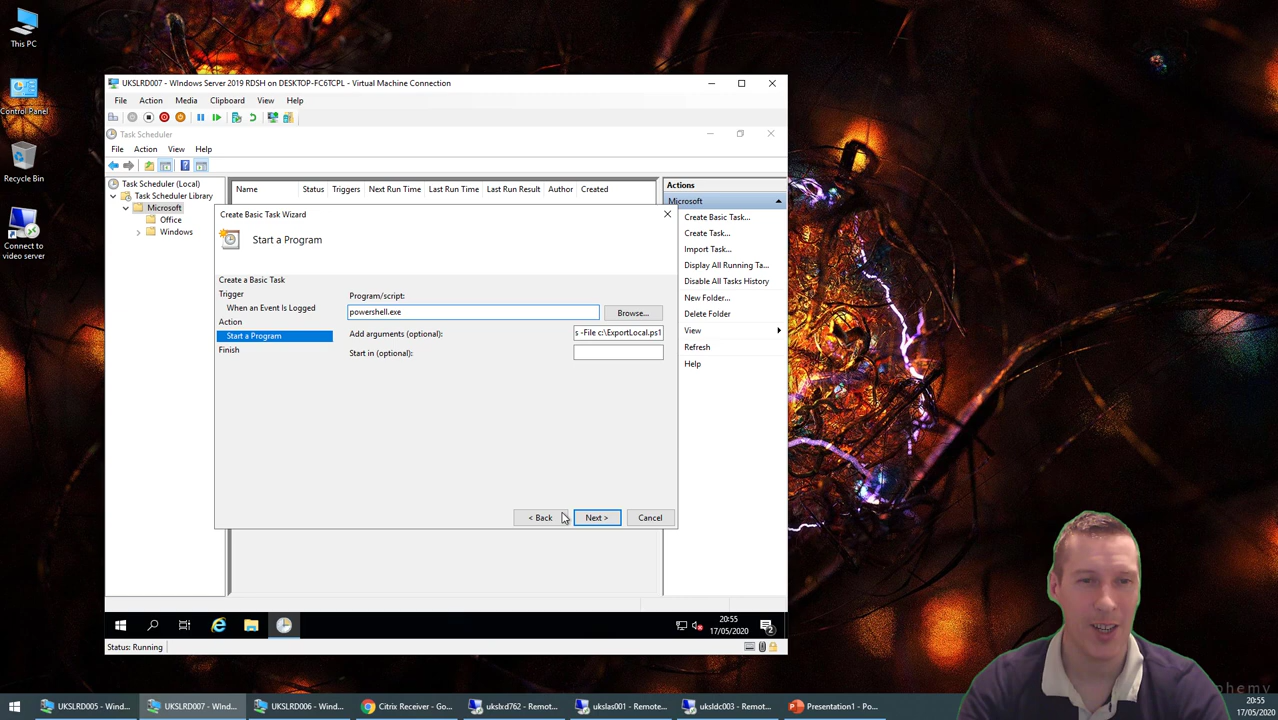 This PC
Control Panel
Recycle Bin
Connect to
video server
UKSLRD007 - WIndows Server 2019 RDSH on DESKTOP-FC6TCPL - Virtual Machine Connection
File Action Media Clipboard View Help
Task Scheduler
File Action View Help
Task Scheduler (Local)
Task Scheduler Library
Microsoft
Office
Windows
Name Status Triggers Next Run Time Last Run Time Last Run Result Author Created
Actions
Microsoft
Create Basic Task...
Create Task...
Import Task...
Display All Running Ta...
Disable All Tasks History
New Folder...
Delete Folder
View
Refresh
Help
Create Basic Task Wizard
Start a Program
Create a Basic Task
Trigger
When an Event Is Logged
Action
Start a Program
Finish
Program/script:
powershell.exe
Browse...
Add arguments (optional):
s -File c:\ExportLocal.ps1
Start in (optional):
< Back Next > Cancel
20:55
17/05/2020
2
Status: Running
UKSLRD005 - WInd... UKSLRD007 - WInd... UKSLRD006 - WInd... Citrix Receiver - Go... ukslxd762 - Remot... ukslas001 - Remote... uksldc003 - Remot... Presentation1 - Po...
phemy
20:55
17/05/2020